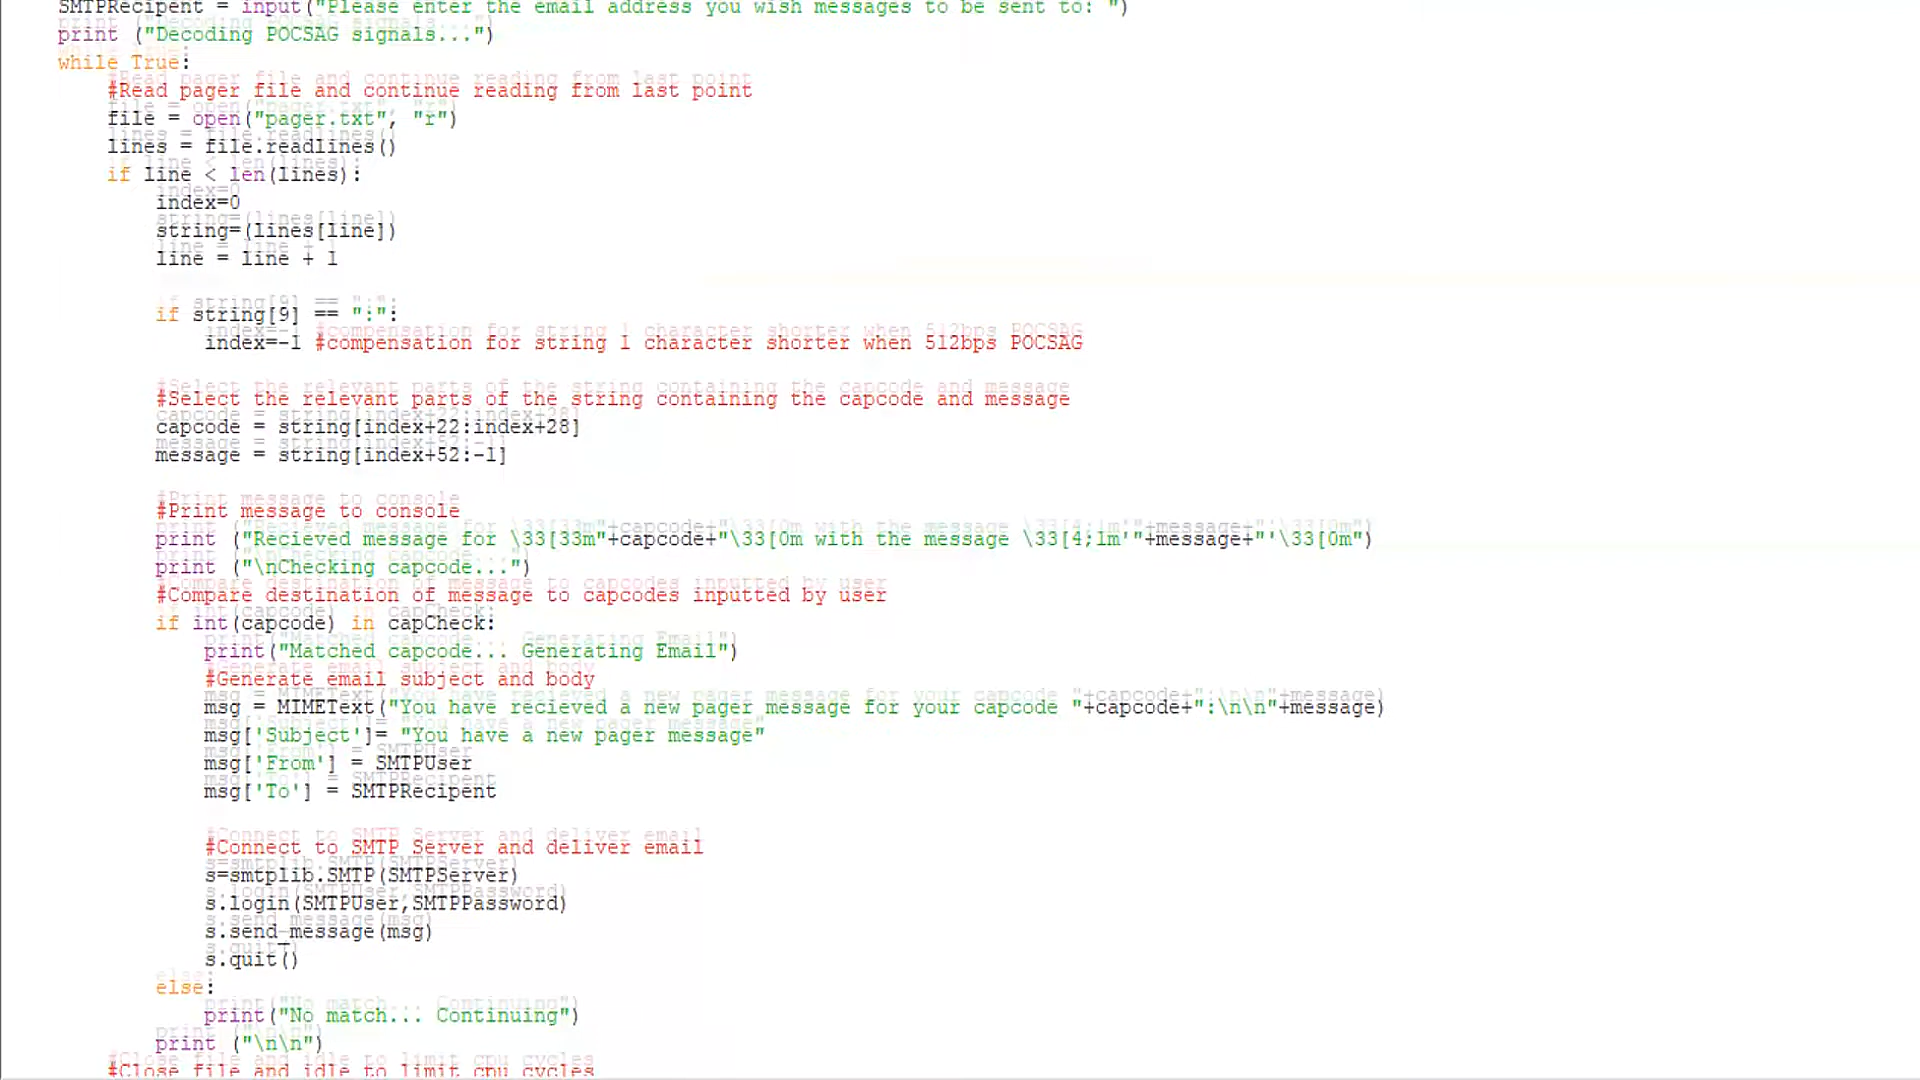 SMTPRecipent = input("Please enter the email address you wish messages to be sent to: ")
print ("Decoding POCSAG signals...")
while True:
#Read pager file and continue reading from last point
file = open("pager.txt", "r")
lines = file.readlines()
if line < len(lines):
index=0
string=(lines[line])
line = line + 1
if string[9] == ":":
index=-1 #compensation for string 1 character shorter when 512bps POCSAG
#Select the relevant parts of the string containing the capcode and message
capcode = string[index+22:index+28]
message = string[index+52:-1]
#Print message to console
print ("Recieved message for \33[33m"+capcode+"\33[0m with the message \33[4;1m'"+message+"'\33[0m")
print ("\nChecking capcode...")
#Compare destination of message to capcodes inputted by user
if int(capcode) in capCheck:
print("Matched capcode... Generating Email")
#Generate email subject and body
msg = MIMEText("You have recieved a new pager message for your capcode "+capcode+":\n\n"+message)
msg['Subject']= "You have a new pager message"
msg['From'] = SMTPUser
msg['To'] = SMTPRecipent
#Connect to SMTP Server and deliver email
s=smtplib.SMTP(SMTPServer)
s.login(SMTPUser,SMTPPassword)
s.send_message(msg)
s.quit()
else:
print("No match... Continuing")
print ("\n\n")
#Close file and idle to limit cpu cycles